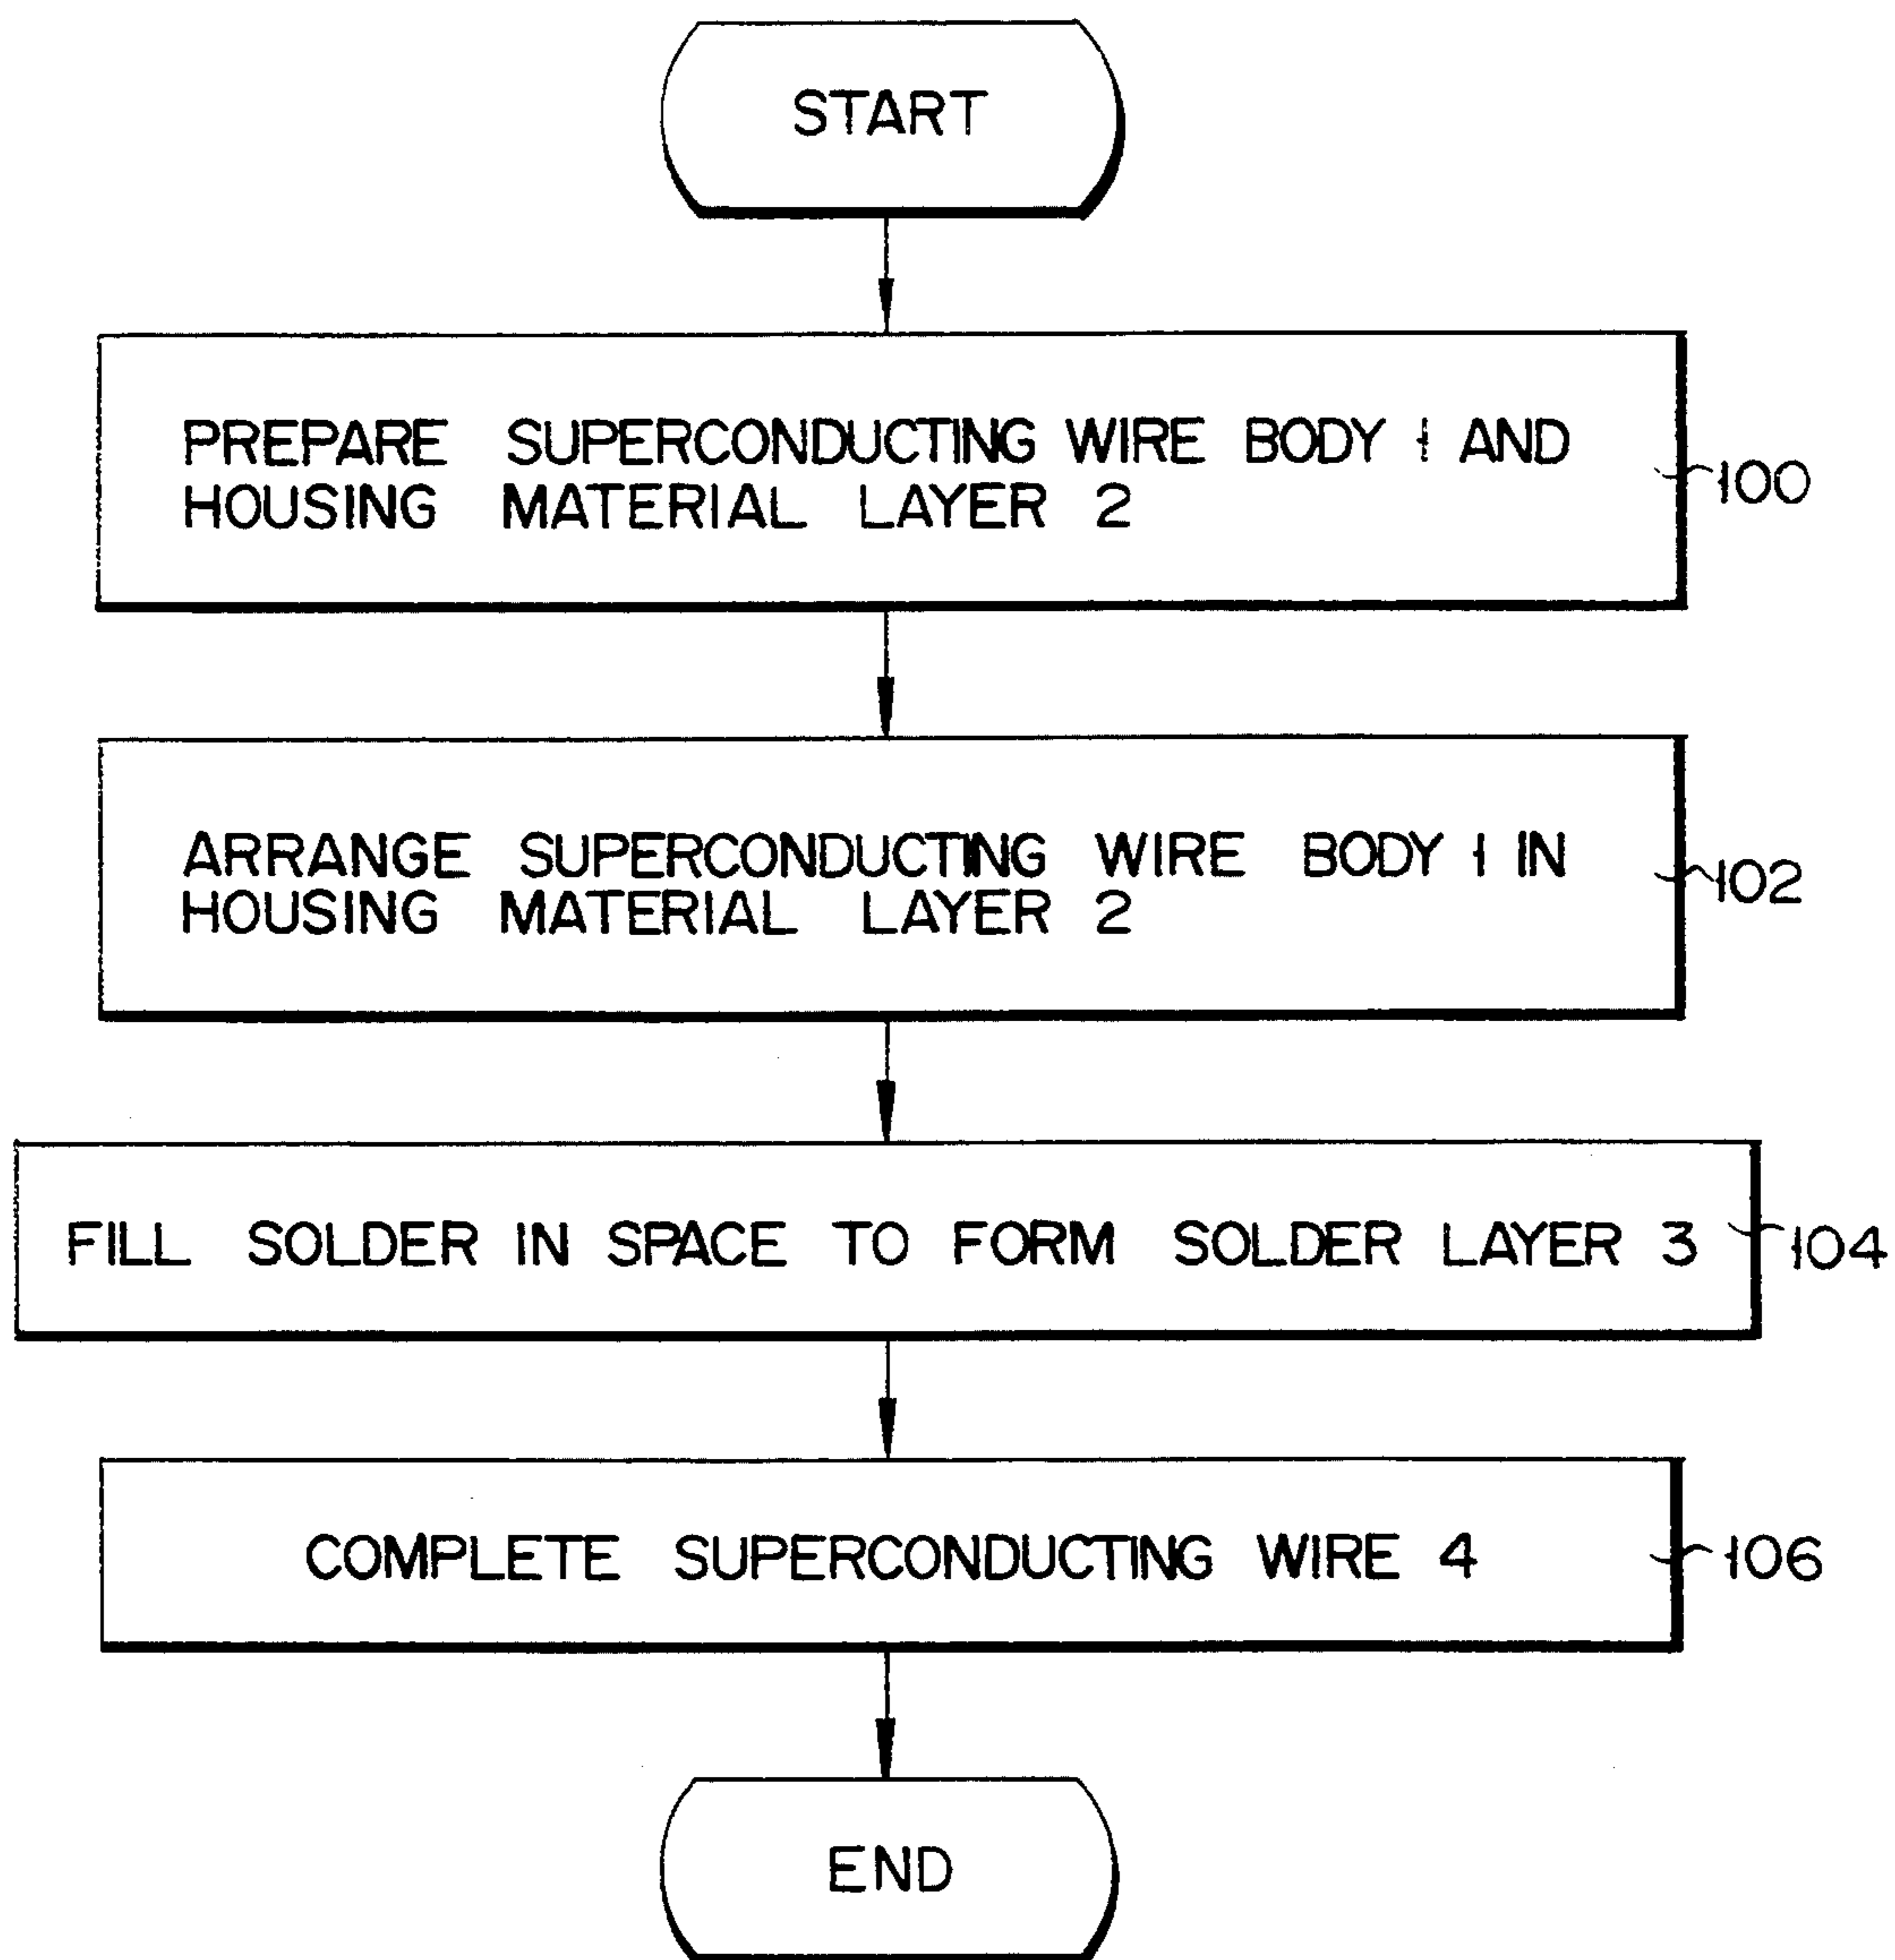 START
PREPARE SUPERCONDUCTING WIRE BODY 1 AND
HOUSING MATERIAL LAYER 2
100
ARRANGE SUPERCONDUCTING WIRE BODY 1 IN
HOUSING MATERIAL LAYER 2
102
FILL SOLDER IN SPACE TO FORM SOLDER LAYER 3
104
COMPLETE SUPERCONDUCTING WIRE 4
106
END